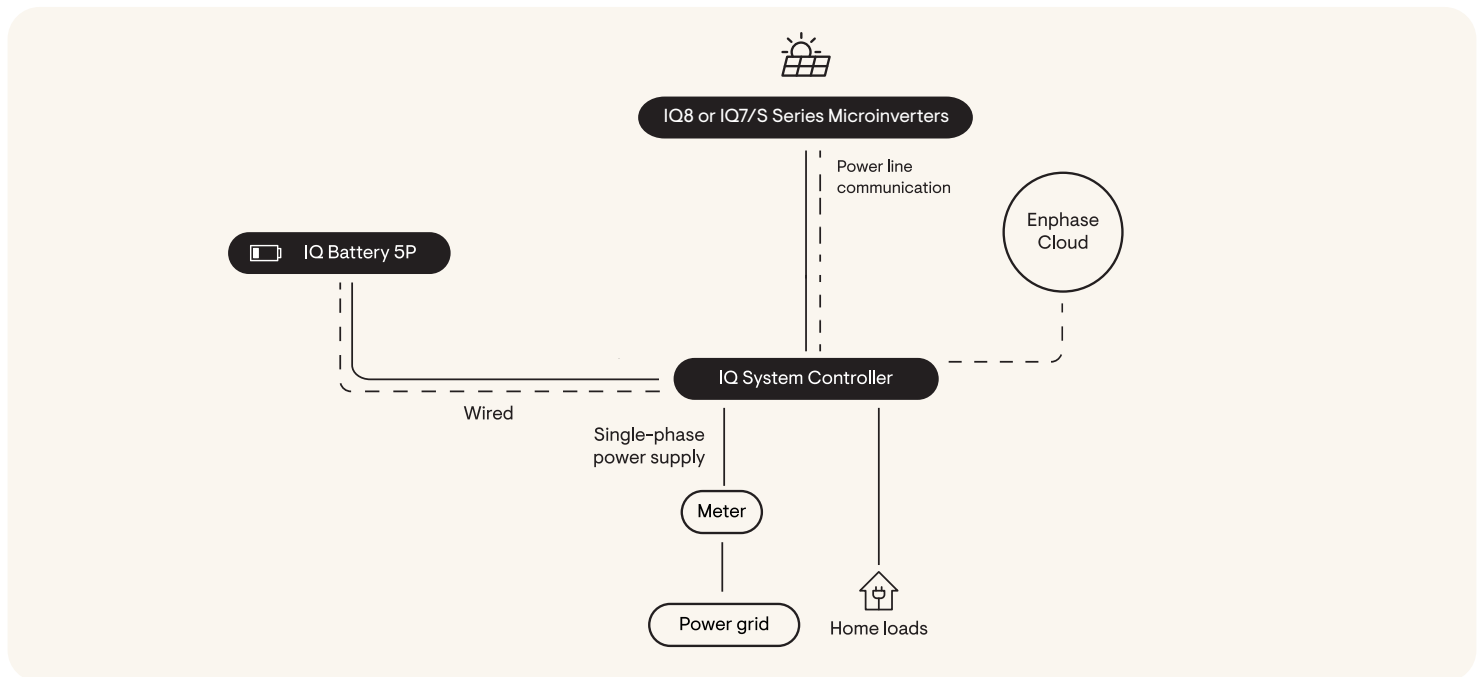 IQ8 or IQ7/S Series Microinverters
Power line
communication
Enphase
Cloud
IQ Battery 5P
IQ System Controller
Wired
Single-phase
power supply
Meter
Power grid
Home loads